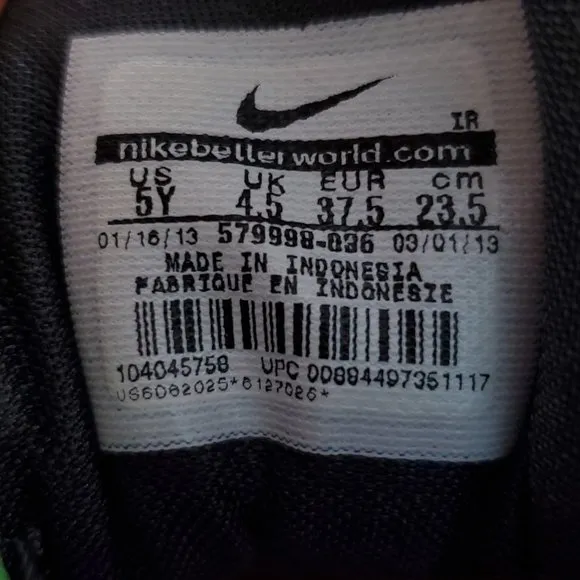 IR
nikebetterworld.com
US UK EUR cm
5Y 4.5 37.5 23.5
01/16/13 579998-036 03/01/13
MADE IN INDONESIA
FABRIQUE EN INDONESIE
104045758 UPC 00884497351117
US6082025*6127026*